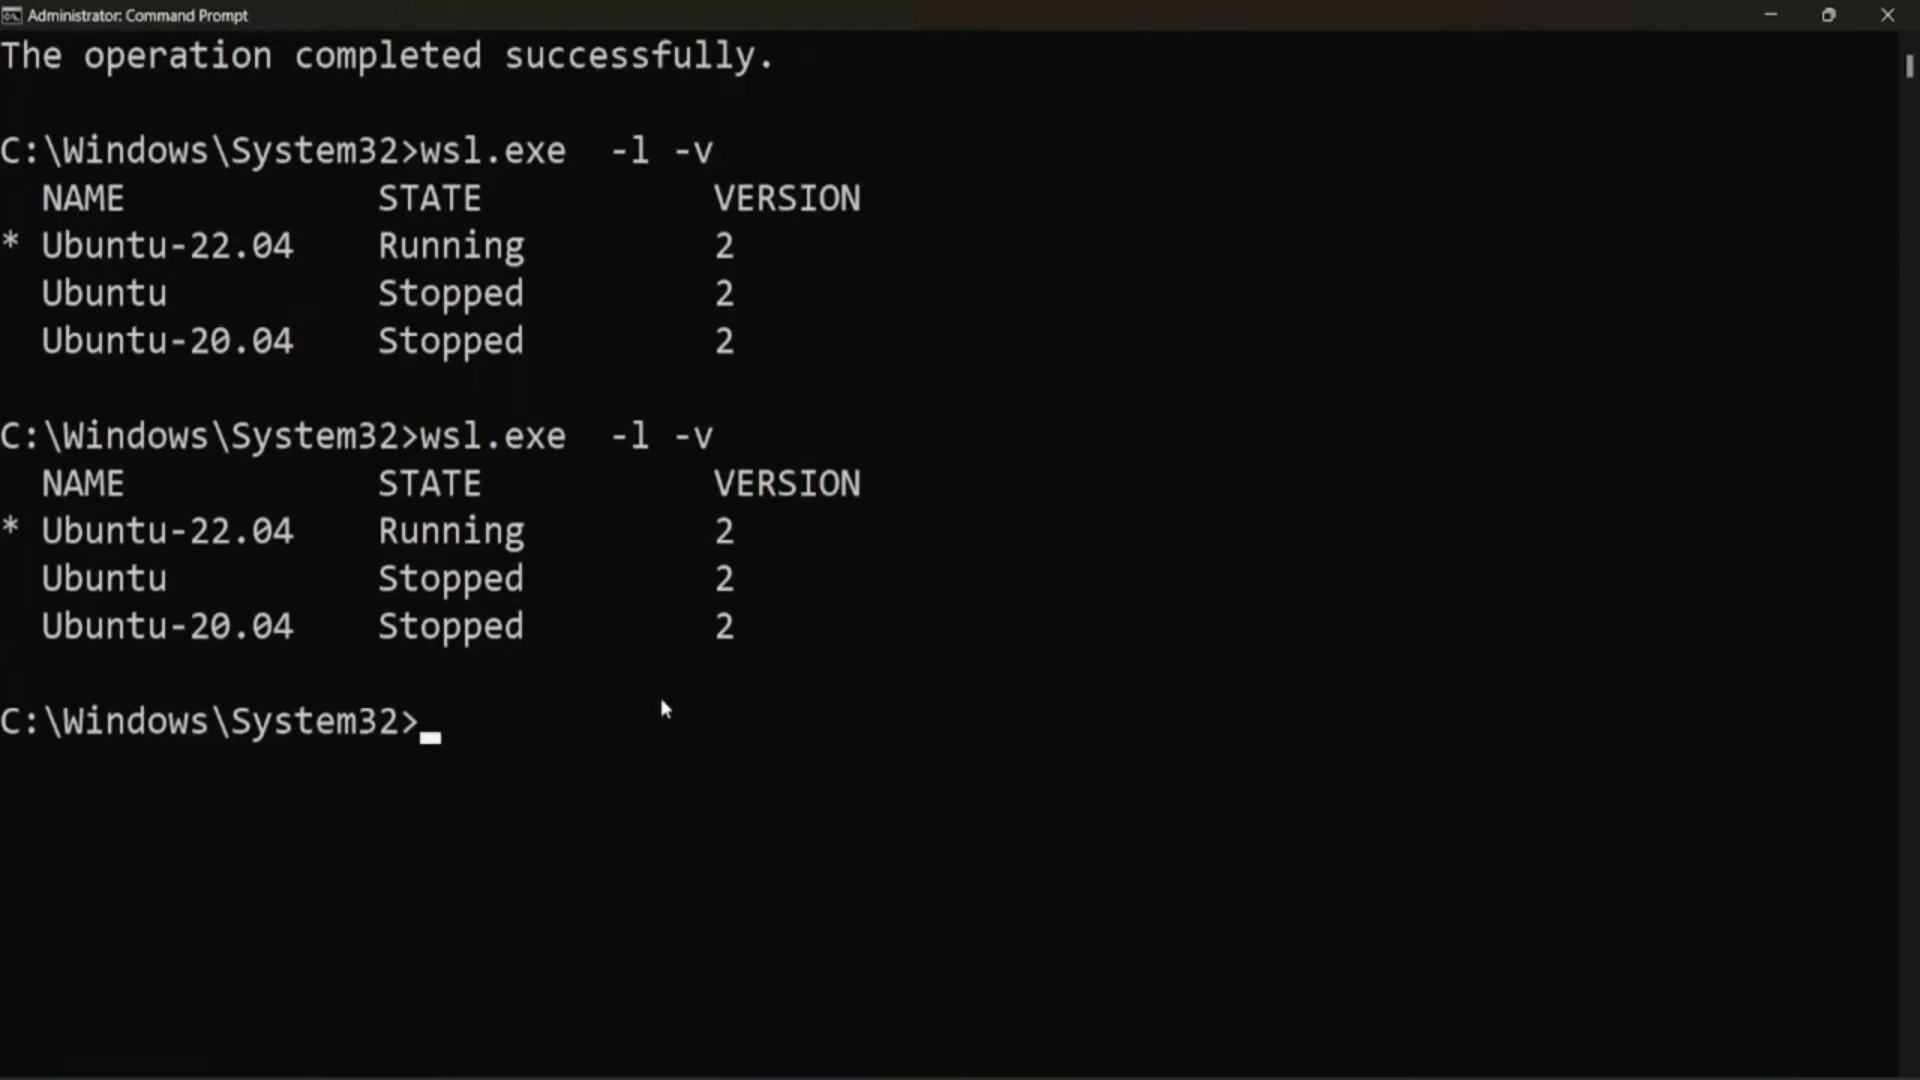 Administrator: Command Prompt
The operation completed successfully.
C:\Windows\System32>wsl.exe  -l -v
  NAME            STATE           VERSION
* Ubuntu-22.04    Running         2
  Ubuntu          Stopped         2
  Ubuntu-20.04    Stopped         2
C:\Windows\System32>wsl.exe  -l -v
  NAME            STATE           VERSION
* Ubuntu-22.04    Running         2
  Ubuntu          Stopped         2
  Ubuntu-20.04    Stopped         2
C:\Windows\System32>